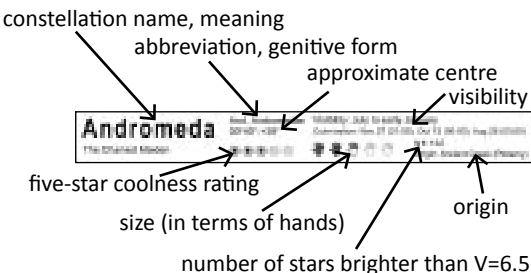 constellation name, meaning
abbreviation, genitive form
approximate centre
visibility
Andromeda
The Chained Maiden
five-star coolness rating
size (in terms of hands)
origin
number of stars brighter than V=6.5